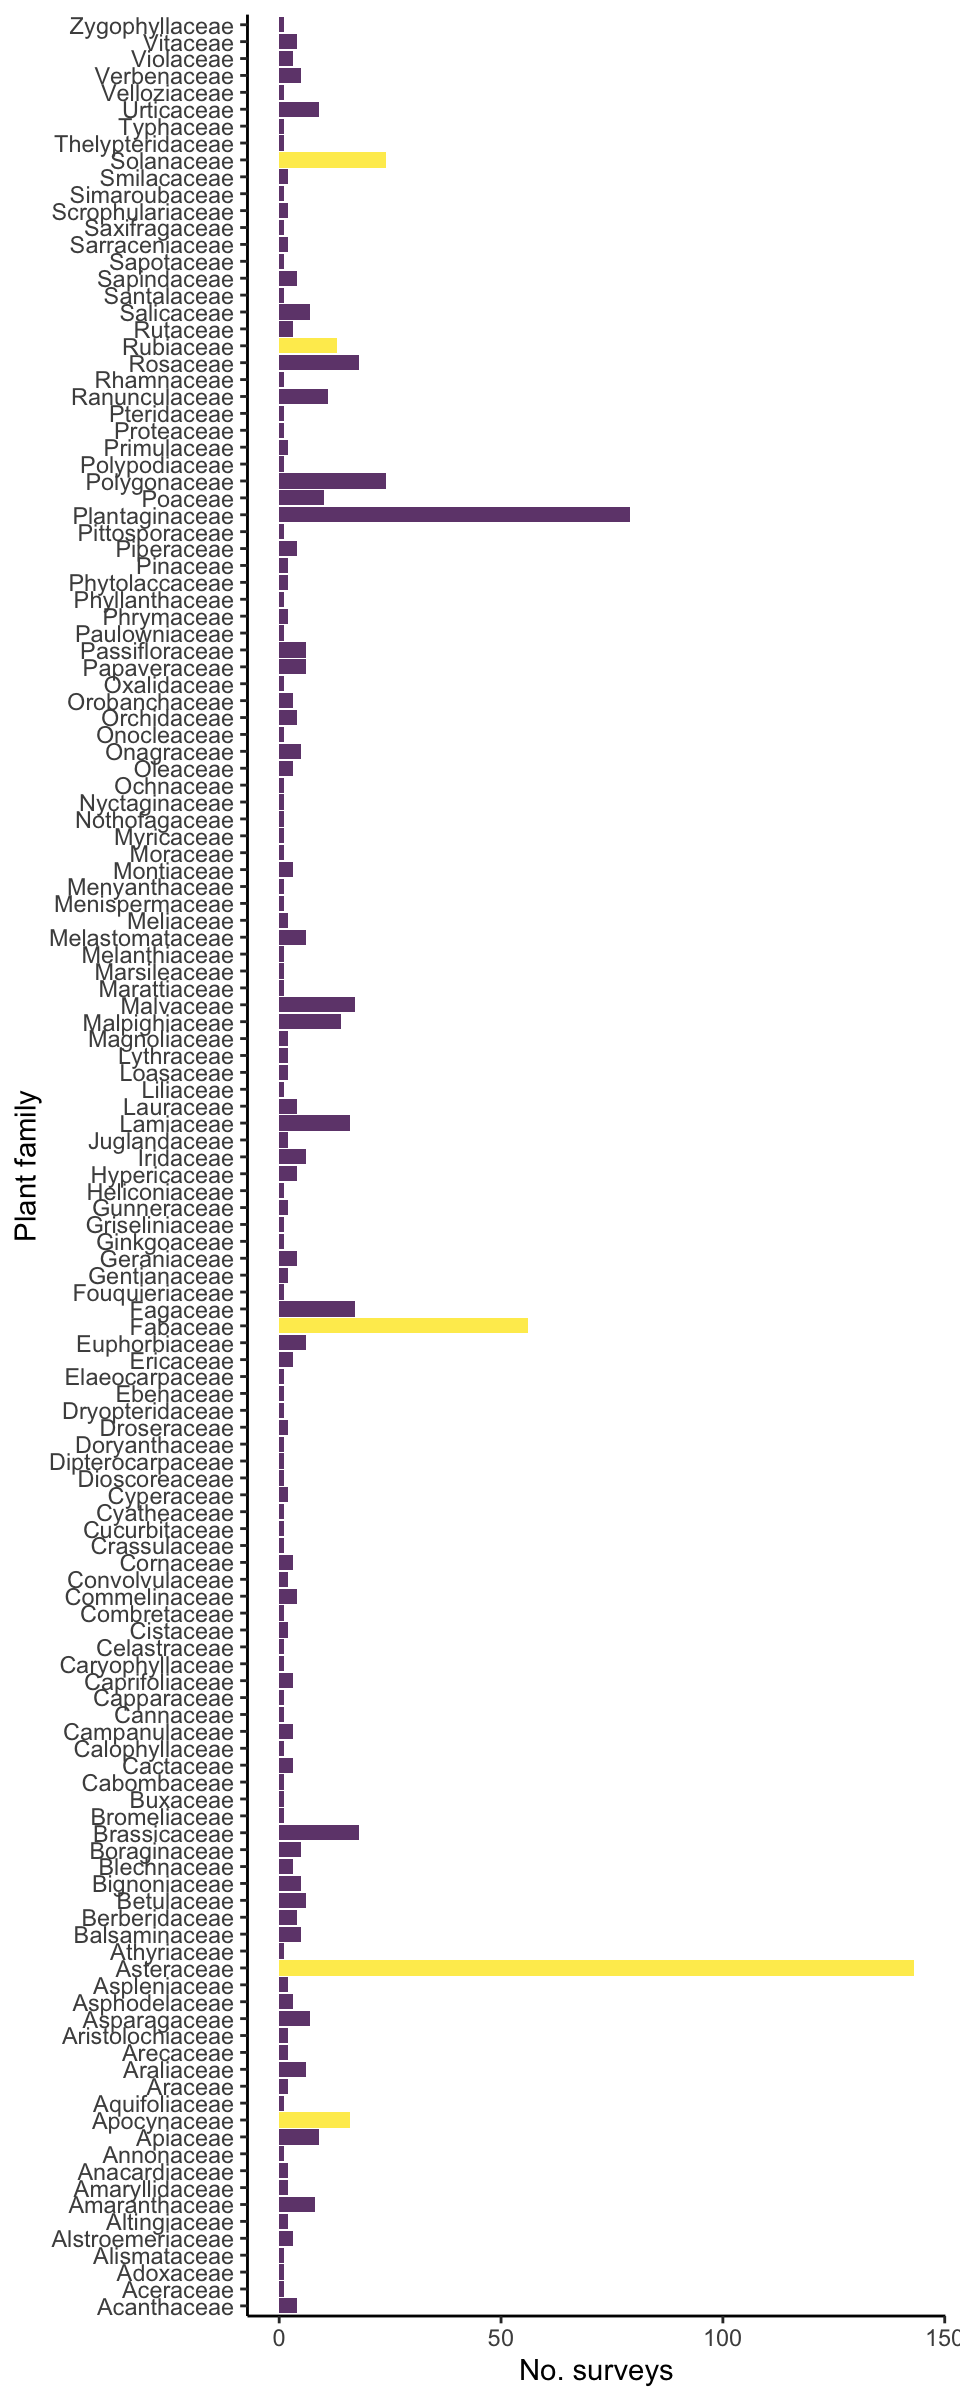 Zygophyllaceae
Vitaceae
Violaceae
Verbenaceae
Velloziaceae
Urticaceae
Typhaceae
Thelypteridaceae
Solanaceae
Smilacaceae
Simaroubaceae
Scrophulariaceae
Saxifragaceae
Sarraceniaceae
Sapotaceae
Sapindaceae
Santalaceae
Salicaceae
Rutaceae
Rubiaceae
Rosaceae
Rhamnaceae
Ranunculaceae
Pteridaceae
Proteaceae
Primulaceae
Polypodiaceae
Polygonaceae
Poaceae
Plantaginaceae
Pittosporaceae
Piperaceae
Pinaceae
Phytolaccaceae
Phyllanthaceae
Phrymaceae
Paulowniaceae
Passifloraceae
Papaveraceae
Oxalidaceae
Orobanchaceae
Orchidaceae
Onocleaceae
Onagraceae
Oleaceae
Ochnaceae
Nyctaginaceae
Nothofagaceae
Myricaceae
Moraceae
Montiaceae
Menyanthaceae
Menispermaceae
Meliaceae
Melastomataceae
Melanthiaceae
Marsileaceae
Marattiaceae
Malvaceae
Malpighiaceae
Magnoliaceae
Lythraceae
Loasaceae
Liliaceae
Lauraceae
Lamiaceae
Juglandaceae
Iridaceae
Hypericaceae
Heliconiaceae
Gunneraceae
Griseliniaceae
Ginkgoaceae
Geraniaceae
Gentianaceae
Fouquieriaceae
Fagaceae
Fabaceae
Euphorbiaceae
Ericaceae
Elaeocarpaceae
Ebenaceae
Dryopteridaceae
Droseraceae
Doryanthaceae
Dipterocarpaceae
Dioscoreaceae
Cyperaceae
Cyatheaceae
Cucurbitaceae
Crassulaceae
Cornaceae
Convolvulaceae
Commelinaceae
Combretaceae
Cistaceae
Celastraceae
Caryophyllaceae
Caprifoliaceae
Capparaceae
Cannaceae
Campanulaceae
Calophyllaceae
Cactaceae
Cabombaceae
Buxaceae
Bromeliaceae
Brassicaceae
Boraginaceae
Blechnaceae
Bignoniaceae
Betulaceae
Berberidaceae
Balsaminaceae
Athyriaceae
Asteraceae
Aspleniaceae
Asphodelaceae
Asparagaceae
Aristolochiaceae
Arecaceae
Araliaceae
Araceae
Aquifoliaceae
Apocynaceae
Apiaceae
Annonaceae
Anacardiaceae
Amaryllidaceae
Amaranthaceae
Altingiaceae
Alstroemeriaceae
Alismataceae
Adoxaceae
Aceraceae
Acanthaceae
Plant family
0 50 100 150
No. surveys